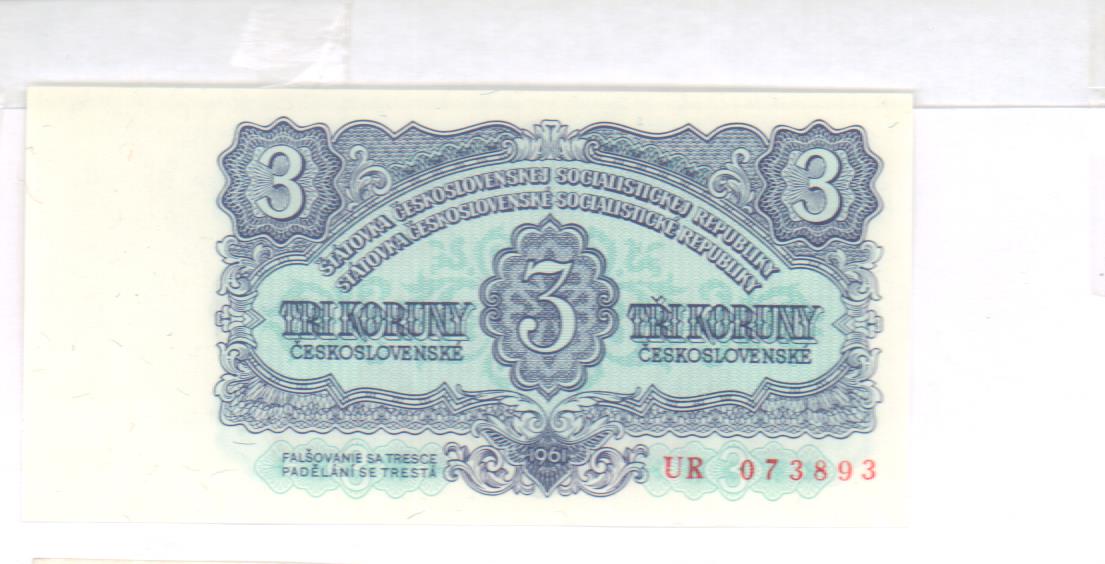 3 3
ŠTÁTOVKA ČESKOSLOVENSKEJ SOCIALISTICKEJ REPUBLIKY
STÁTOVKA ČESKOSLOVENSKÉ SOCIALISTICKÉ REPUBLIKY
TRI KORUNY 3 TŘI KORUNY
ČESKOSLOVENSKÉ ČESKOSLOVENSKÉ
FALŠOVANIE SA TRESCE
PADĚLÁNÍ SE TRESTÁ
1961
UR 073893